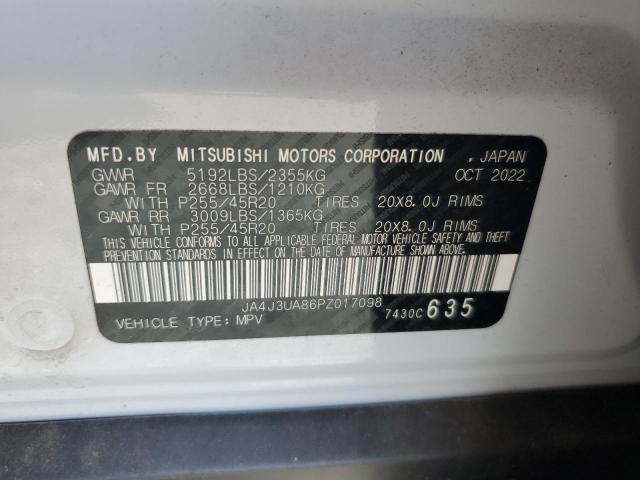 MFD.BY MITSUBISHI MOTORS CORPORATION , JAPAN
GWWR 5192LBS/2355KG OCT 2022
GAWR FR 2668LBS/1210KG
WITH P255/45R20 TIRES 20X8.0J RIMS
GAWR RR 3009LBS/1365KG
WITH P255/45R20 TIRES 20X8.0J RIMS
THIS VEHICLE CONFORMS TO ALL APPLICABLE FEDERAL MOTOR VEHICLE SAFETY AND THEFT
PREVENTION STANDARDS IN EFFECT ON THE DATE OF MANUFACTURE SHOWN ABOVE.
JA4J3UA86PZ017098
VEHICLE TYPE: MPV 7430C 635